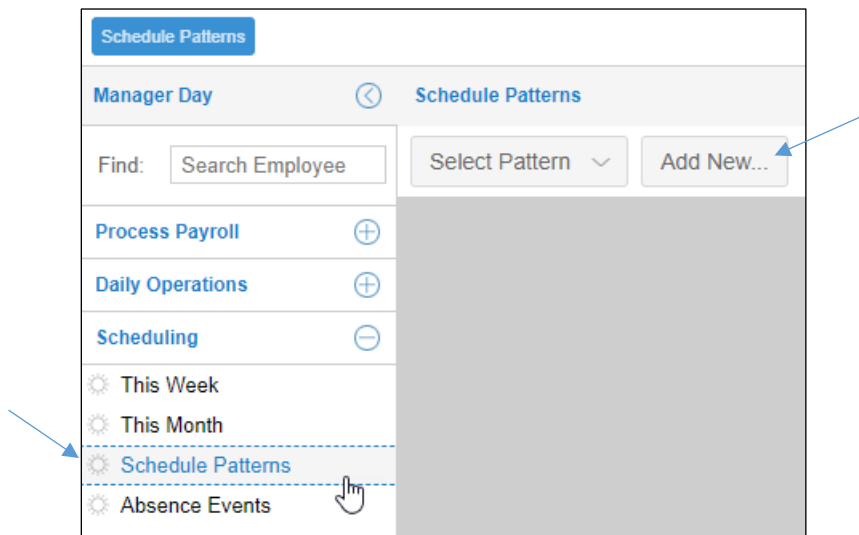 Schedule Patterns
Manager Day
Schedule Patterns
Find:
Search Employee
Select Pattern
Add New...
Process Payroll
Daily Operations
Scheduling
This Week
This Month
Schedule Patterns
Absence Events